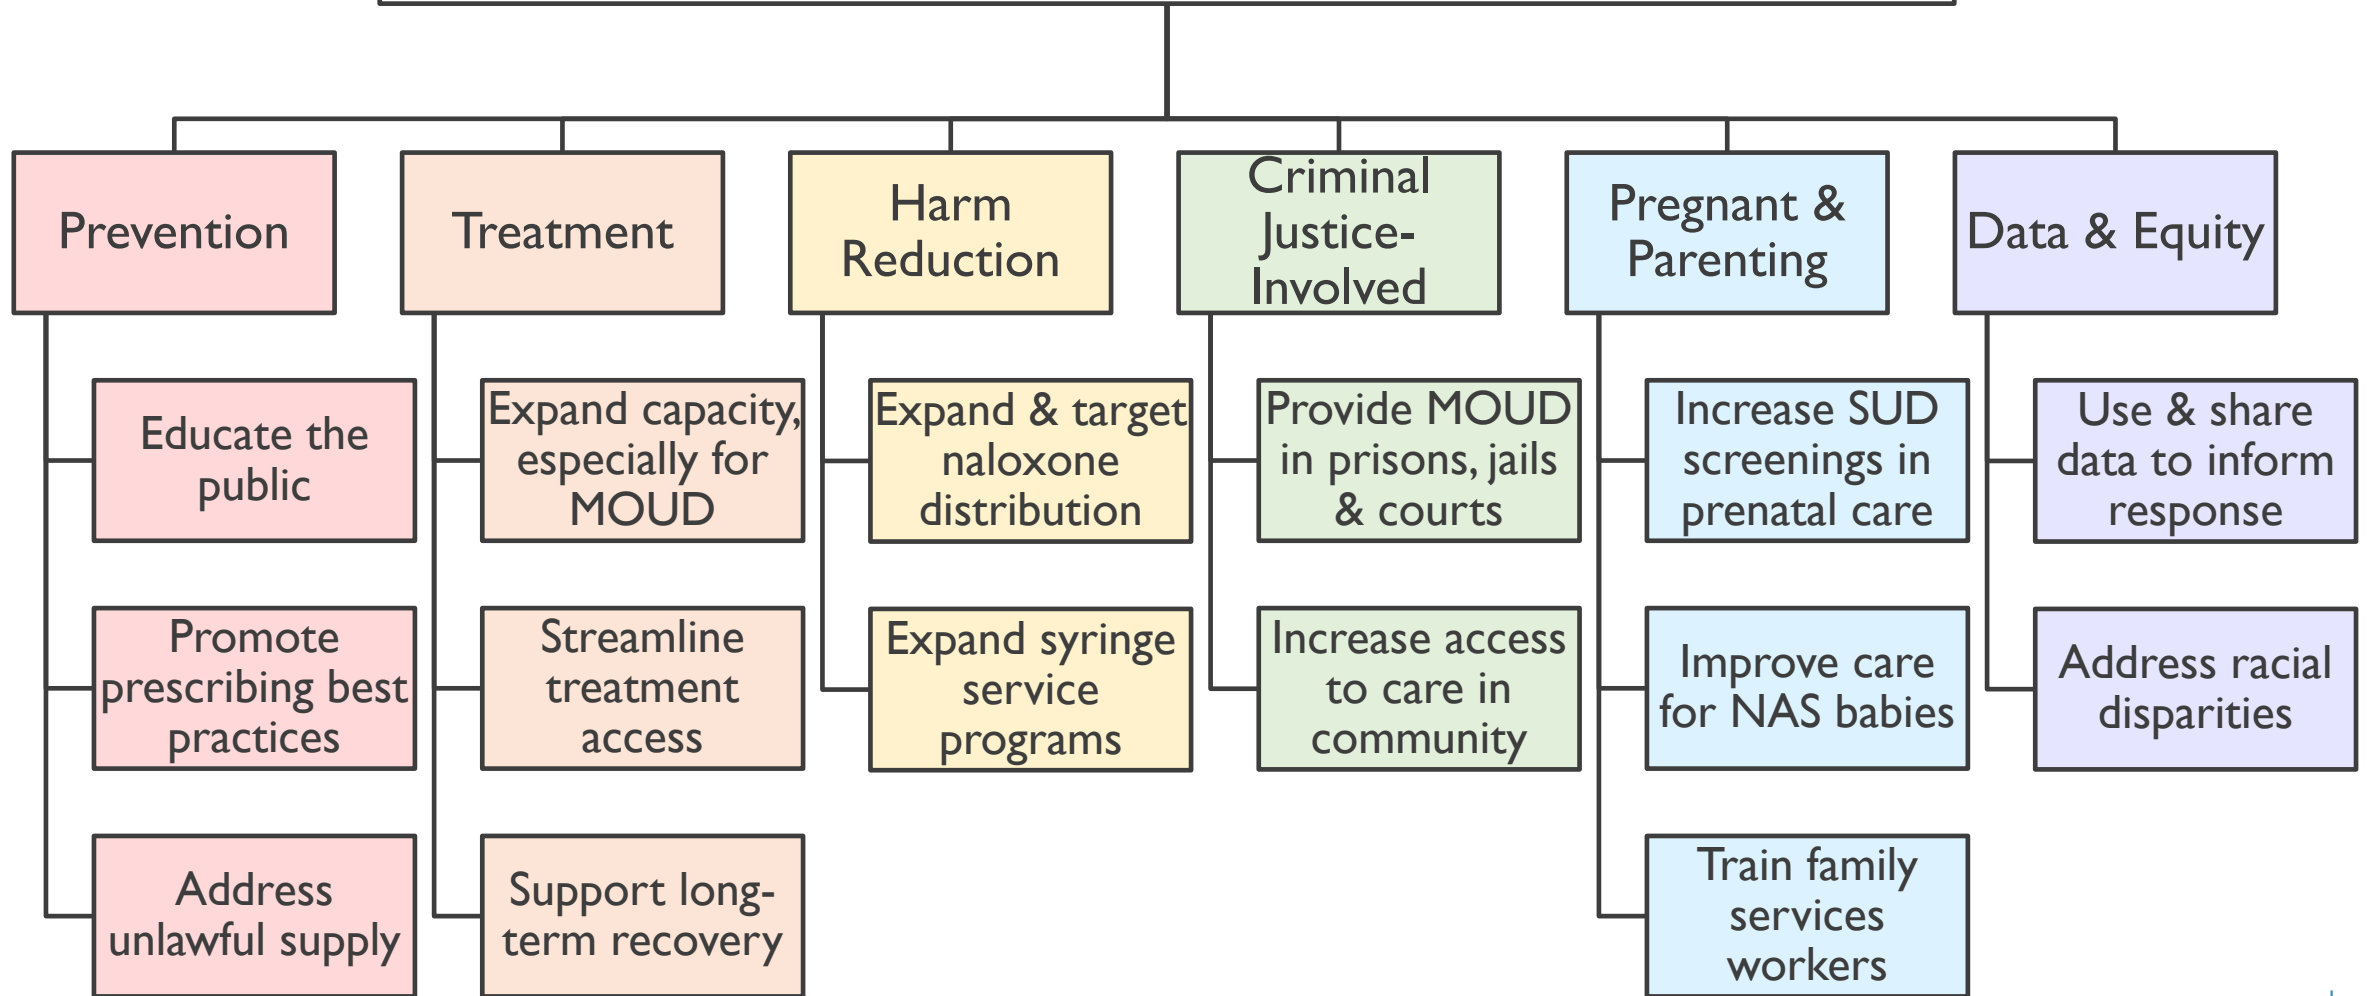 Prevention
Treatment
Harm
Reduction
Criminal
Justice-
Involved
Pregnant &
Parenting
Data & Equity
Educate the
public
Promote
prescribing best
practices
Address
unlawful supply
Expand capacity,
especially for
MOUD
Streamline
treatment
access
Support long-
term recovery
Expand & target
naloxone
distribution
Expand syringe
service
programs
Provide MOUD
in prisons, jails
& courts
Increase access
to care in
community
Increase SUD
screenings in
prenatal care
Improve care
for NAS babies
Train family
services
workers
Use & share
data to inform
response
Address racial
disparities